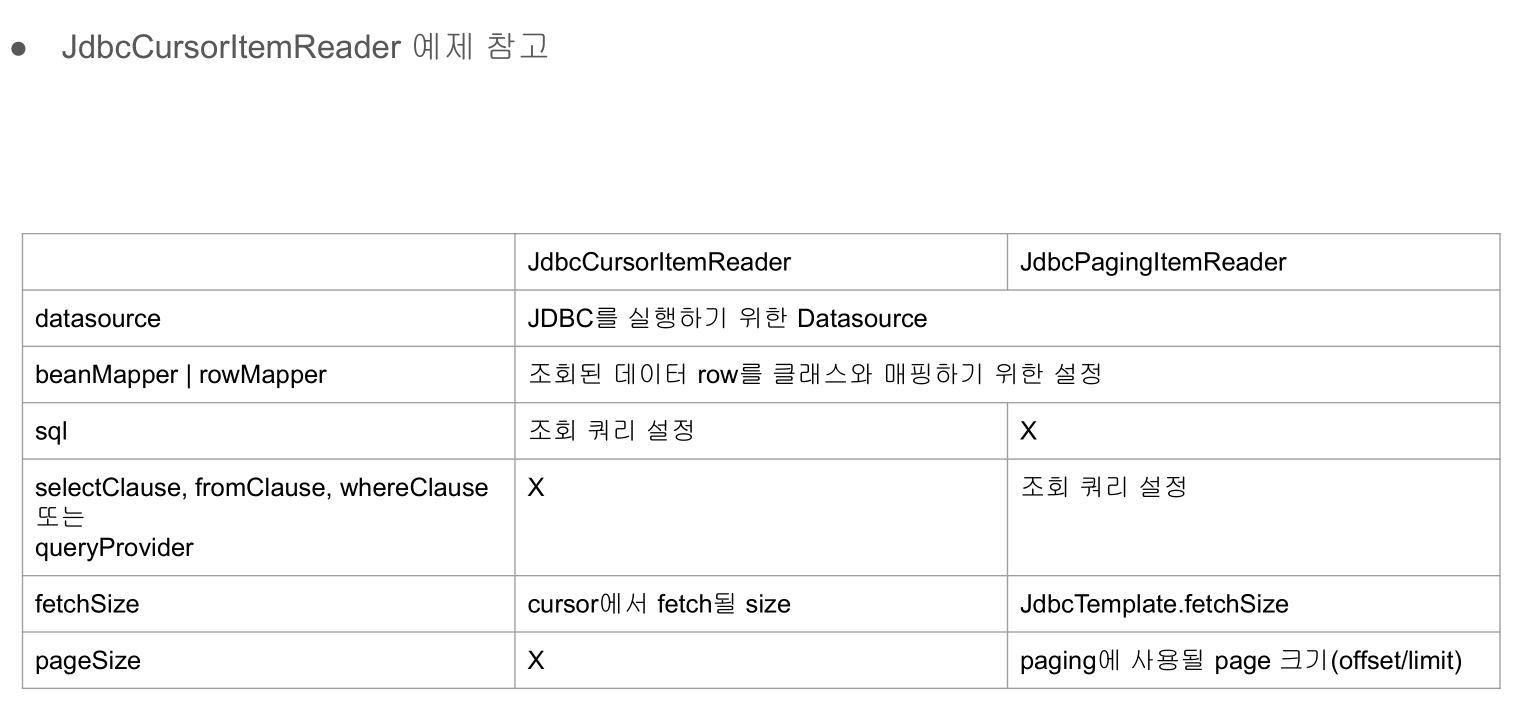 ● JdbcCursorItemReader 예제 참고
JdbcCursorItemReader JdbcPagingItemReader
datasource JDBC를 실행하기 위한 Datasource
beanMapper | rowMapper 조회된 데이터 row를 클래스와 매핑하기 위한 설정
sql 조회 쿼리 설정 X
selectClause, fromClause, whereClause X 조회 쿼리 설정
또는
queryProvider
fetchSize cursor에서 fetch될 size JdbcTemplate.fetchSize
pageSize X paging에 사용될 page 크기(offset/limit)